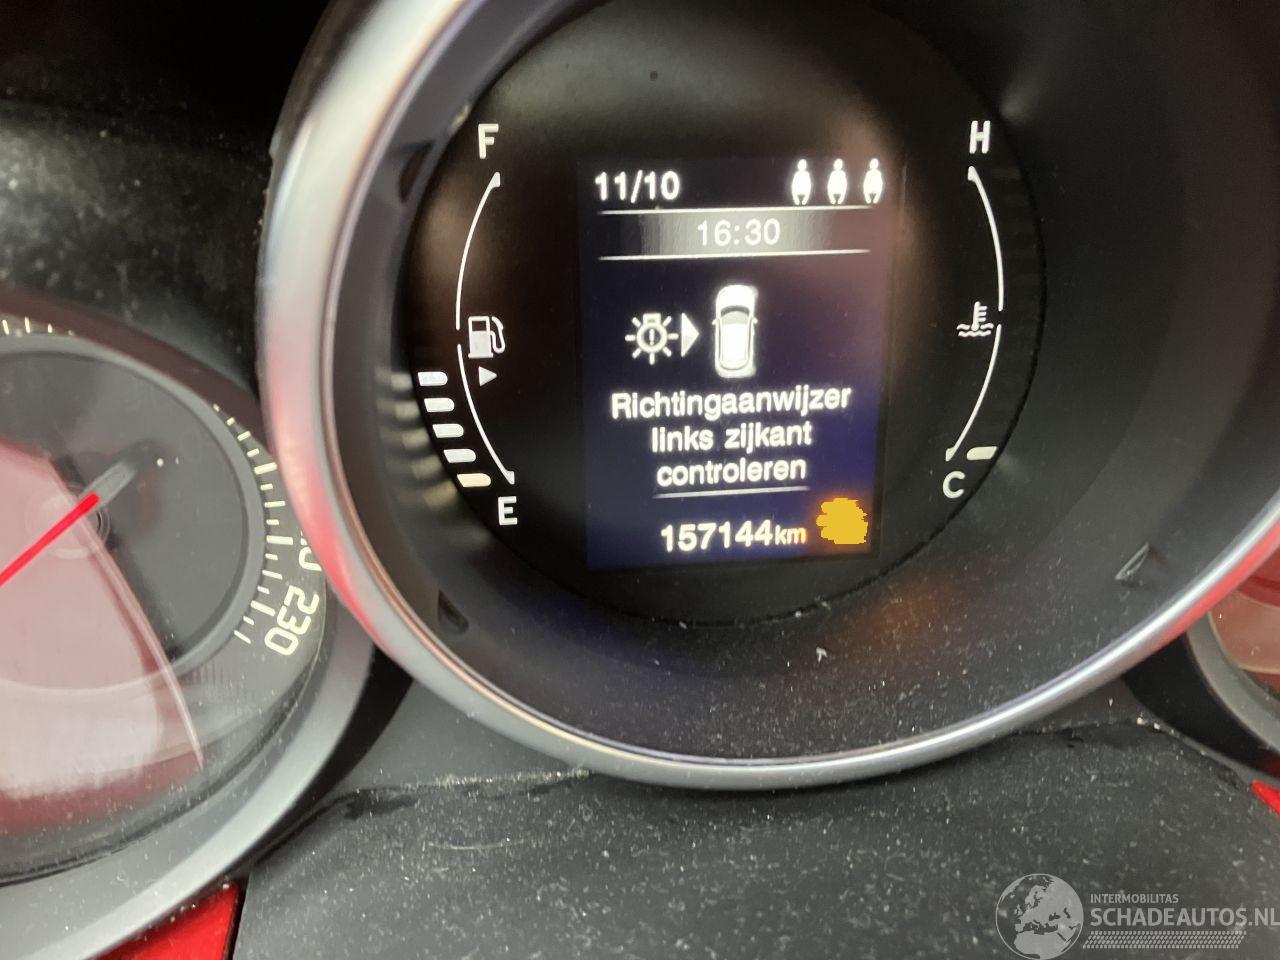 F
H
11/10
16:30
Richtingaanwijzer
links zijkant
controleren
157144km
E
C
230
INTERMOBILITAS
SCHADEAUTOS.NL